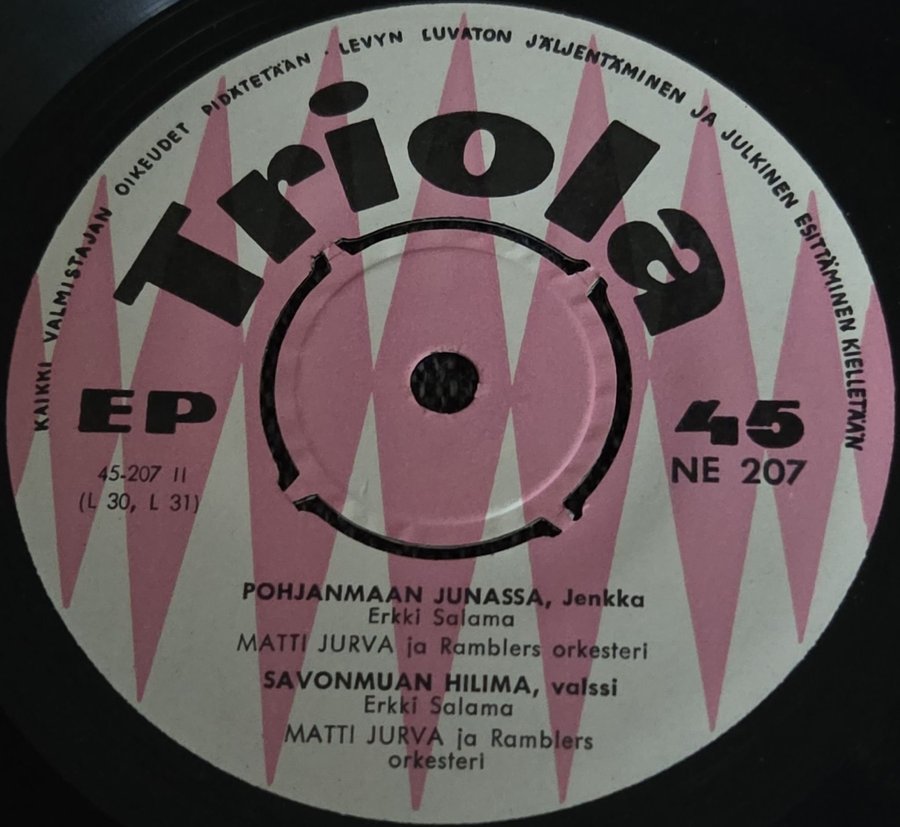 KAIKKI VALMISTAJAN OIKEUDET PIDÄTETÄÄN · LEVYN LUVATON JÄLJENTÄMINEN JA JULKINEN ESITTÄMINEN KIELLETÄÄN
Triola
EP
45-207 II
(L 30, L 31)
45
NE 207
POHJANMAAN JUNASSA, Jenkka
Erkki Salama
MATTI JURVA ja Ramblers orkesteri
SAVONMUAN HILIMA, valssi
Erkki Salama
MATTI JURVA ja Ramblers
orkesteri